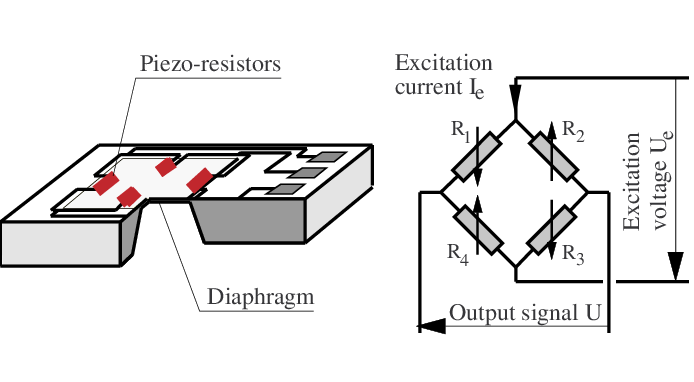 Piezo-resistors
Diaphragm
Excitation
current Ie
R1
R2
R4
R3
Excitation
voltage Ue
Output signal U